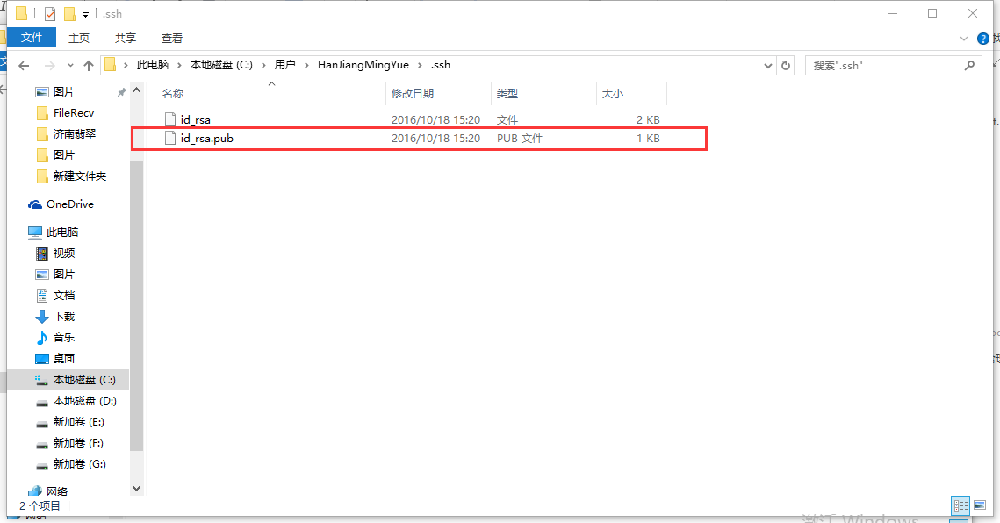 .ssh
文件 主页 共享 查看
此电脑 本地磁盘 (C:) 用户 HanJiangMingYue .ssh
搜索".ssh"
名称 修改日期 类型 大小
id_rsa 2016/10/18 15:20 文件 2 KB
id_rsa.pub 2016/10/18 15:20 PUB 文件 1 KB
图片
FileRecv
济南翡翠
图片
新建文件夹
OneDrive
此电脑
视频
图片
文档
下载
音乐
桌面
本地磁盘 (C:)
本地磁盘 (D:)
新加卷 (E:)
新加卷 (F:)
新加卷 (G:)
网络
2 个项目
激活 Windows